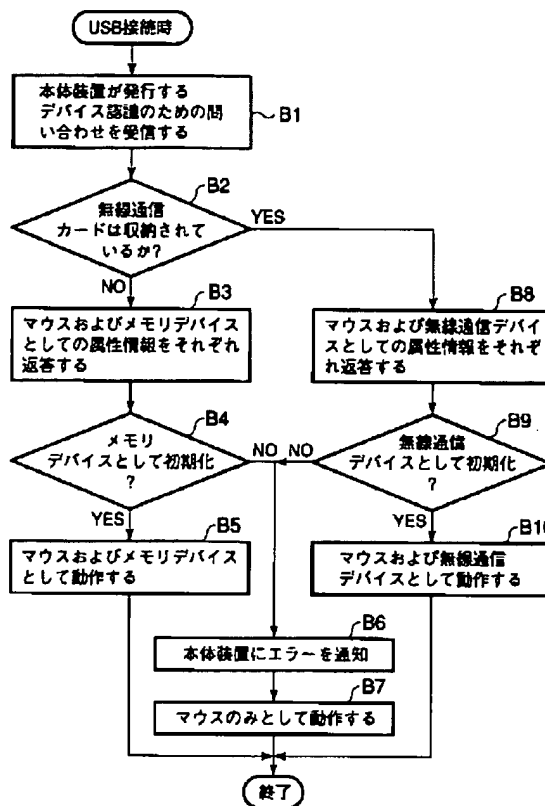 USB接続時
本体装置が発行する
デバイス認識のための問
い合わせを受信する
B1
B2
無線通信
カードは収納されて
いるか?
YES
NO
B3
マウスおよびメモリデバイス
としての属性情報をそれぞれ
返答する
B8
マウスおよび無線通信デバイ
スとしての属性情報をそれぞ
れ返答する
B4
メモリ
デバイスとして初期化
?
NO
NO
B9
無線通信
デバイスとして初期化
?
YES
B5
マウスおよびメモリデバイス
として動作する
YES
B10
マウスおよび無線通信
デバイスとして動作する
B6
本体装置にエラーを通知
B7
マウスのみとして動作する
終了